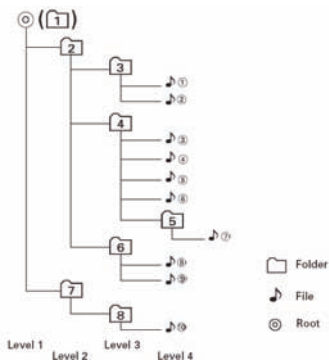 (1)
2
3
①
②
4
③
④
⑤
⑥
5
⑦
6
⑧
⑨
7
8
⑩
Folder
File
Root
Level 1
Level 2
Level 3
Level 4